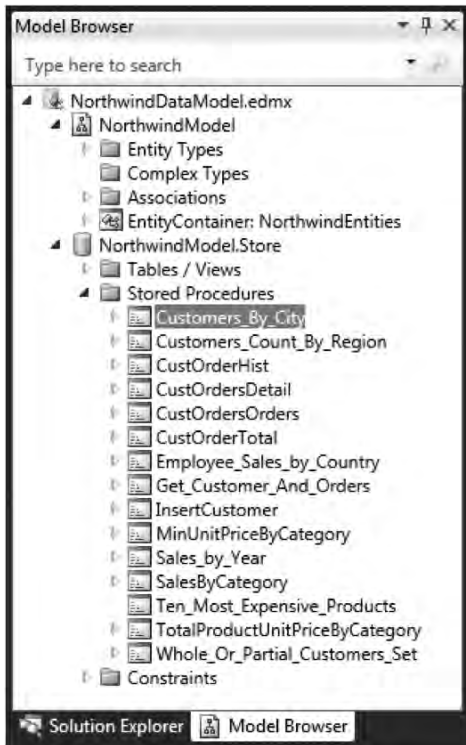 Model Browser
Type here to search
NorthwindDataModel.edmx
NorthwindModel
Entity Types
Complex Types
Associations
EntityContainer: NorthwindEntities
NorthwindModel.Store
Tables / Views
Stored Procedures
Customers_By_City
Customers_Count_By_Region
CustOrderHist
CustOrdersDetail
CustOrdersOrders
CustOrderTotal
Employee_Sales_by_Country
Get_Customer_And_Orders
InsertCustomer
MinUnitPriceByCategory
Sales_by_Year
SalesByCategory
Ten_Most_Expensive_Products
TotalProductUnitPriceByCategory
Whole_Or_Partial_Customers_Set
Constraints
Solution Explorer Model Browser